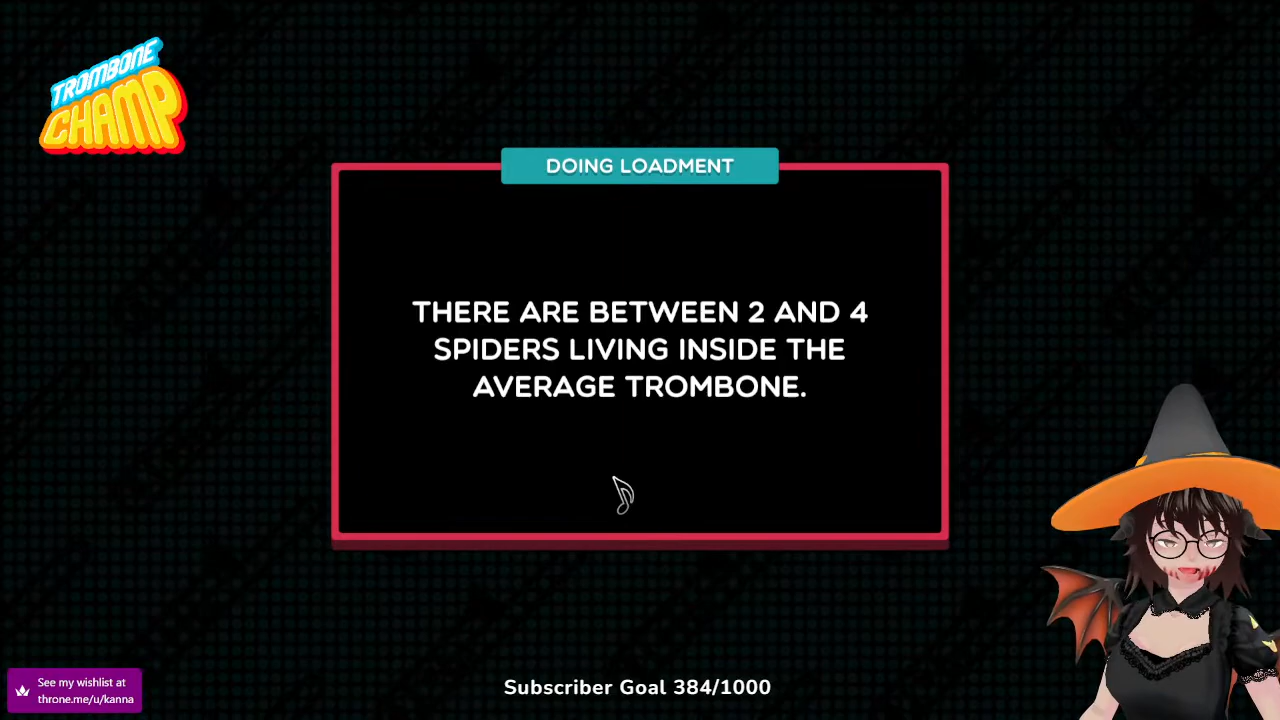 TROMBONE
CHAMP
DOING LOADMENT
THERE ARE BETWEEN 2 AND 4
SPIDERS LIVING INSIDE THE
AVERAGE TROMBONE.
See my wishlist at
throne.me/u/kanna
Subscriber Goal 384/1000